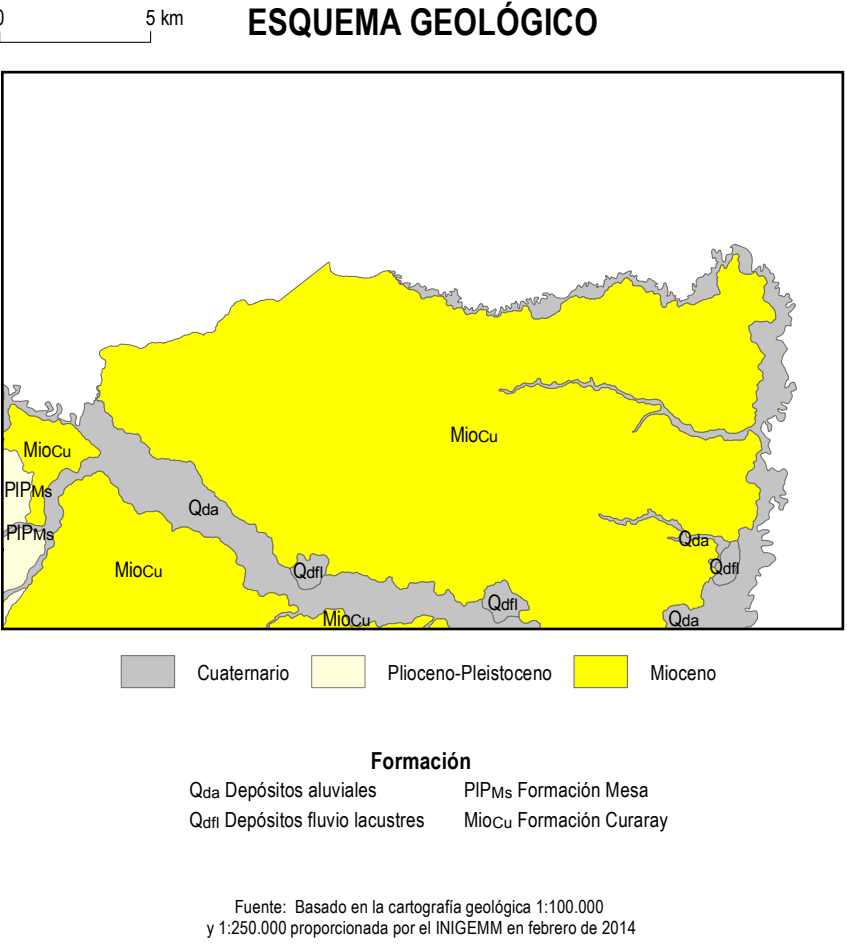 0 5 km
ESQUEMA GEOLÓGICO
MioCu
MioCu
PlPMs
Qda
PlPMs
Qda
MioCu
Qdfl
Qdfl
Qdfl
MioCu
Qda
Cuaternario Plioceno-Pleistoceno Mioceno
Formación
Qda Depósitos aluviales PlPMs Formación Mesa
Qdfl Depósitos fluvio lacustres MioCu Formación Curaray
Fuente: Basado en la cartografía geológica 1:100.000
y 1:250.000 proporcionada por el INIGEMM en febrero de 2014